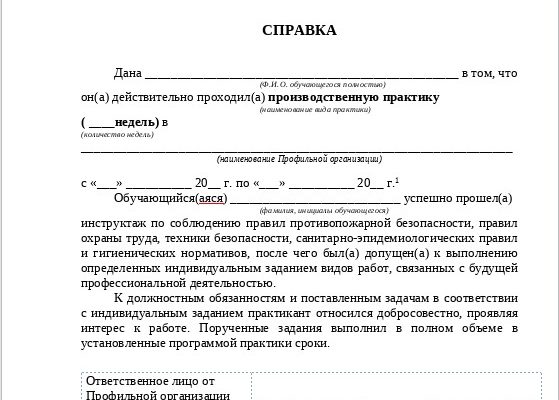 СПРАВКА
Дана ________________________________________________ в том, что
(Ф.И.О. обучающегося полностью)
он(а) действительно проходил(а) производственную практику
(наименование вида практики)
( ____недель) в
(количество недель)
__________________________________________________________________
(наименование Профильной организации)
с «___» __________ 20__ г. по «___» __________ 20__ г.¹
Обучающийся(аяся) __________________________ успешно прошел(а)
(фамилия, инициалы обучающегося)
инструктаж по соблюдению правил противопожарной безопасности, правил
охраны труда, техники безопасности, санитарно-эпидемиологических правил
и гигиенических нормативов, после чего был(а) допущен(а) к выполнению
определенных индивидуальным заданием видов работ, связанных с будущей
профессиональной деятельностью.
К должностным обязанностям и поставленным задачам в соответствии
с индивидуальным заданием практикант относился добросовестно, проявляя
интерес к работе. Порученные задания выполнил в полном объеме в
установленные программой практики сроки.
Ответственное лицо от
Профильной организации